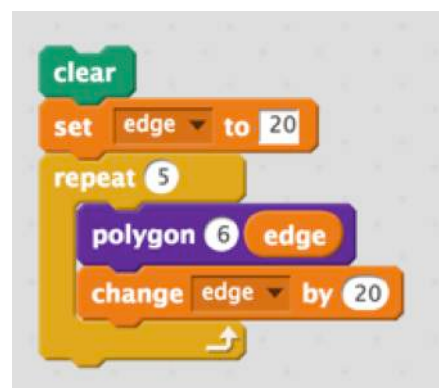 clear
set edge to 20
repeat 5
polygon 6 edge
change edge by 20